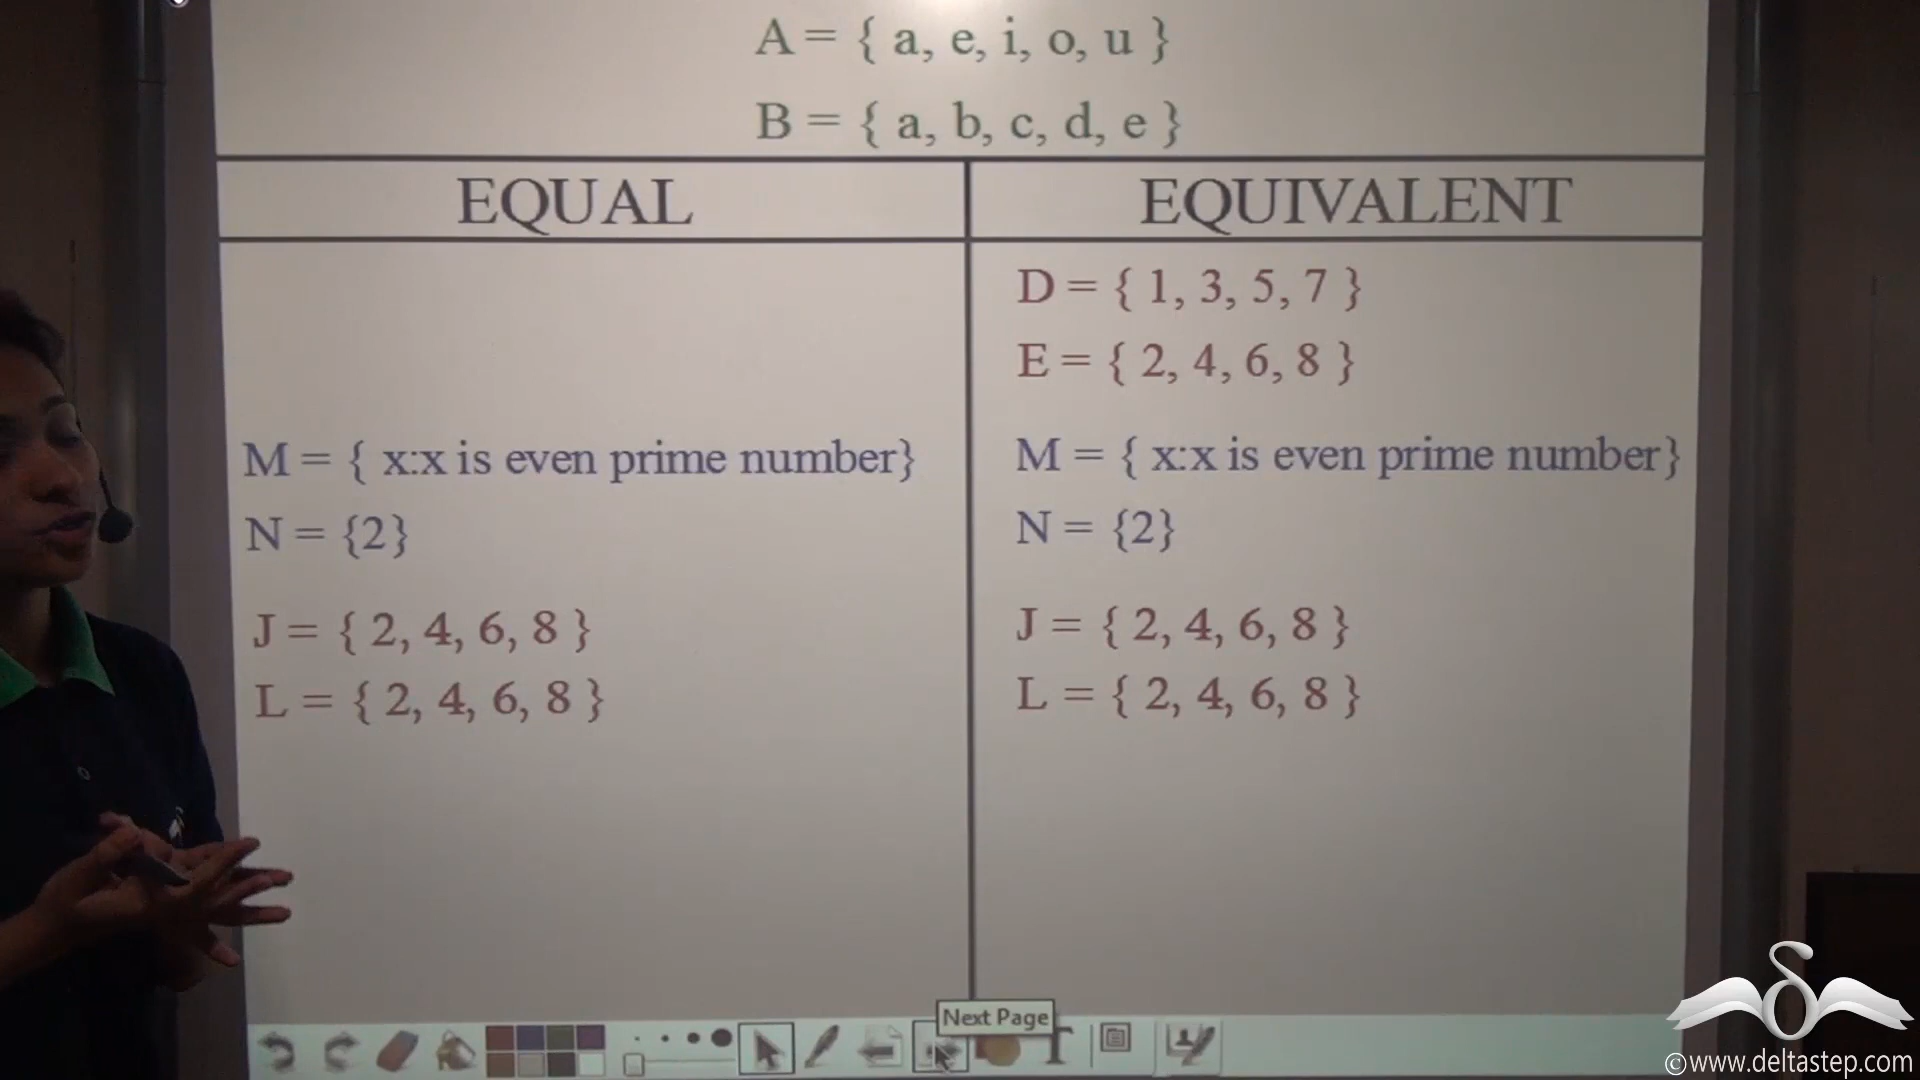 A = { a, e, i, o, u }
B = { a, b, c, d, e }
EQUAL
EQUIVALENT
D = { 1, 3, 5, 7 }
E = { 2, 4, 6, 8 }
M = { x:x is even prime number}
N = {2}
J = { 2, 4, 6, 8 }
L = { 2, 4, 6, 8 }
M = { x:x is even prime number}
N = {2}
J = { 2, 4, 6, 8 }
L = { 2, 4, 6, 8 }
Next Page
T
©www.deltastep.com